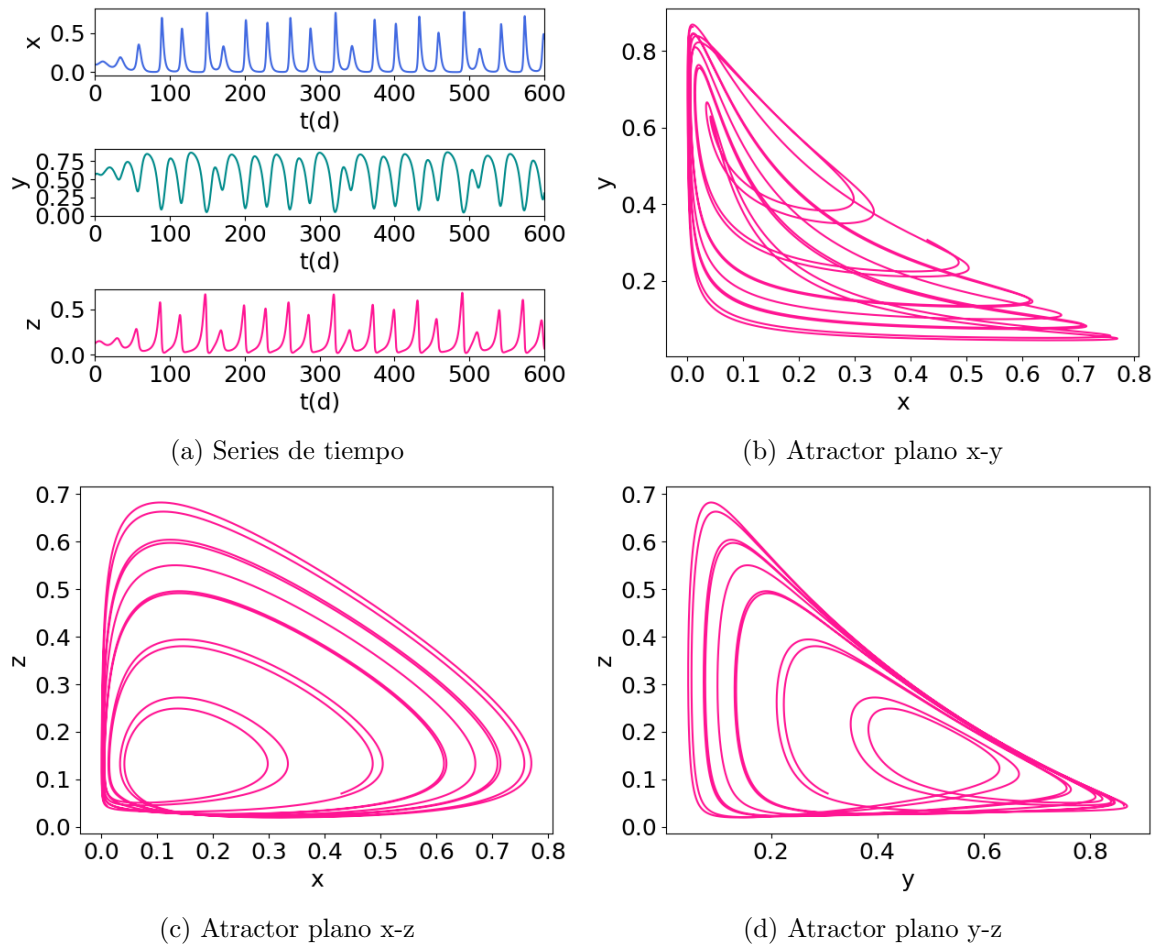 x
0.5
0.0
0 100 200 300 400 500 600
t(d)
y
0.75
0.50
0.25
0.00
0 100 200 300 400 500 600
t(d)
z
0.5
0.0
0 100 200 300 400 500 600
t(d)
(a) Series de tiempo
y
0.8
0.6
0.4
0.2
0.0 0.1 0.2 0.3 0.4 0.5 0.6 0.7 0.8
x
(b) Atractor plano x-y
z
0.7
0.6
0.5
0.4
0.3
0.2
0.1
0.0
0.0 0.1 0.2 0.3 0.4 0.5 0.6 0.7 0.8
x
(c) Atractor plano x-z
z
0.7
0.6
0.5
0.4
0.3
0.2
0.1
0.0
0.2 0.4 0.6 0.8
y
(d) Atractor plano y-z